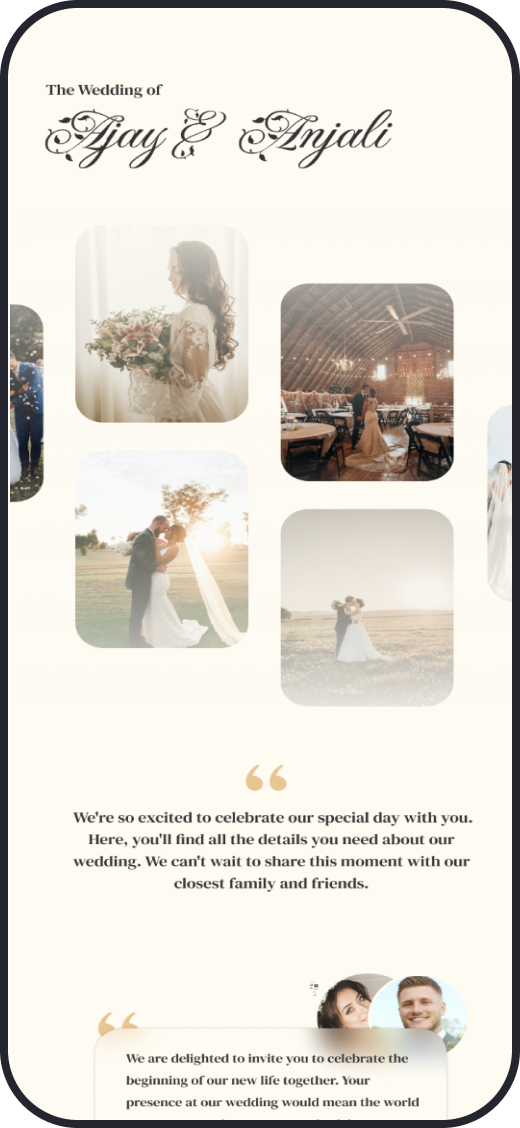 The Wedding of
Ajay & Anjali
We're so excited to celebrate our special day with you.
Here, you'll find all the details you need about our
wedding. We can't wait to share this moment with our
closest family and friends.
We are delighted to invite you to celebrate the
beginning of our new life together. Your
presence at our wedding would mean the world